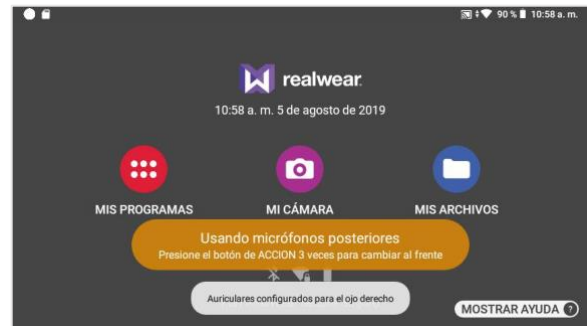 90 % 10:58 a. m.
realwear
10:58 a. m. 5 de agosto de 2019
MIS PROGRAMAS
MI CÁMARA
MIS ARCHIVOS
Usando micrófonos posteriores
Presione el botón de ACCION 3 veces para cambiar al frente
Auriculares configurados para el ojo derecho
MOSTRAR AYUDA ?